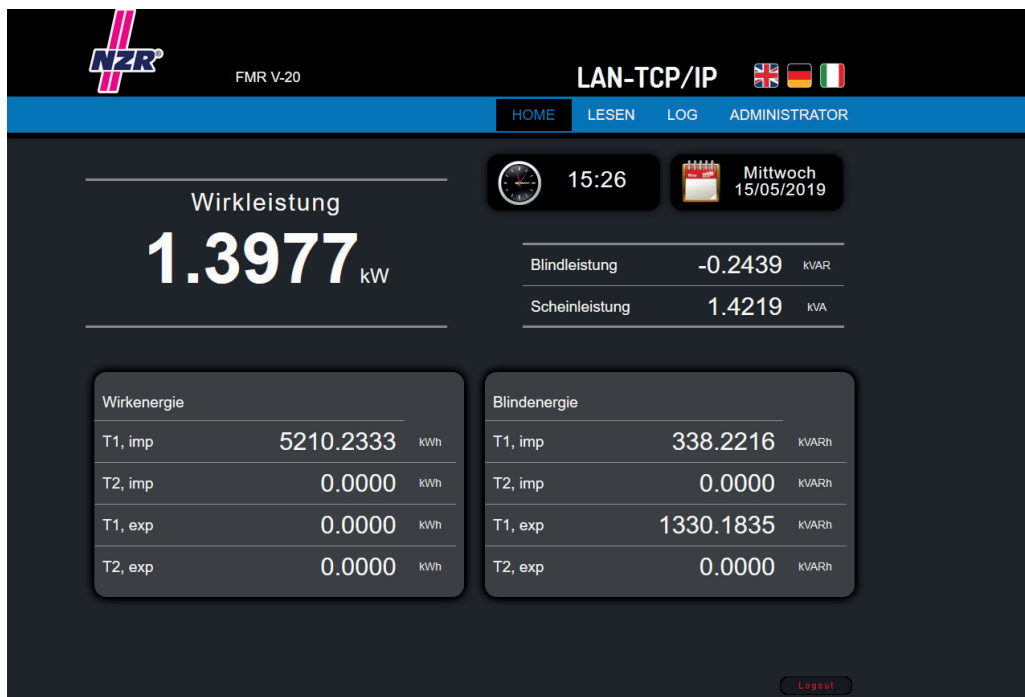 NZR®
FMR V-20
LAN-TCP/IP
HOME LESEN LOG ADMINISTRATOR
15:26
Mittwoch
15/05/2019
Wirkleistung
1.3977 kW
Blindleistung -0.2439 kVAR
Scheinleistung 1.4219 kVA
Wirkenergie
T1, imp 5210.2333 kWh
T2, imp 0.0000 kWh
T1, exp 0.0000 kWh
T2, exp 0.0000 kWh
Blindenergie
T1, imp 338.2216 kVARh
T2, imp 0.0000 kVARh
T1, exp 1330.1835 kVARh
T2, exp 0.0000 kVARh
Logout